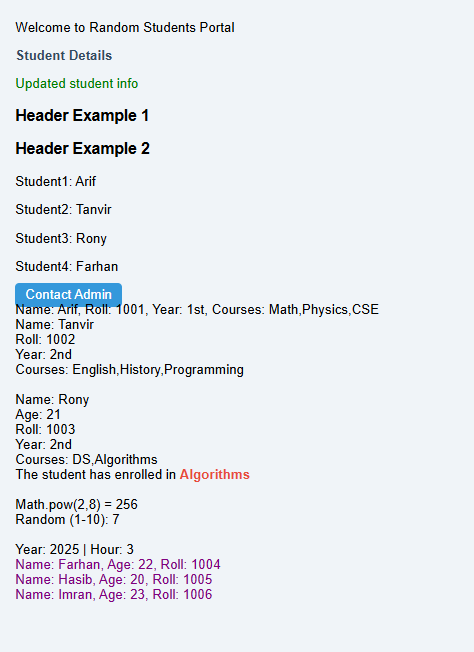 Welcome to Random Students Portal
Student Details
Updated student info
Header Example 1
Header Example 2
Student1: Arif
Student2: Tanvir
Student3: Rony
Student4: Farhan
Contact Admin
Name: Arif, Roll: 1001, Year: 1st, Courses: Math,Physics,CSE
Name: Tanvir
Roll: 1002
Year: 2nd
Courses: English,History,Programming
Name: Rony
Age: 21
Roll: 1003
Year: 2nd
Courses: DS,Algorithms
The student has enrolled in Algorithms
Math.pow(2,8) = 256
Random (1-10): 7
Year: 2025 | Hour: 3
Name: Farhan, Age: 22, Roll: 1004
Name: Hasib, Age: 20, Roll: 1005
Name: Imran, Age: 23, Roll: 1006